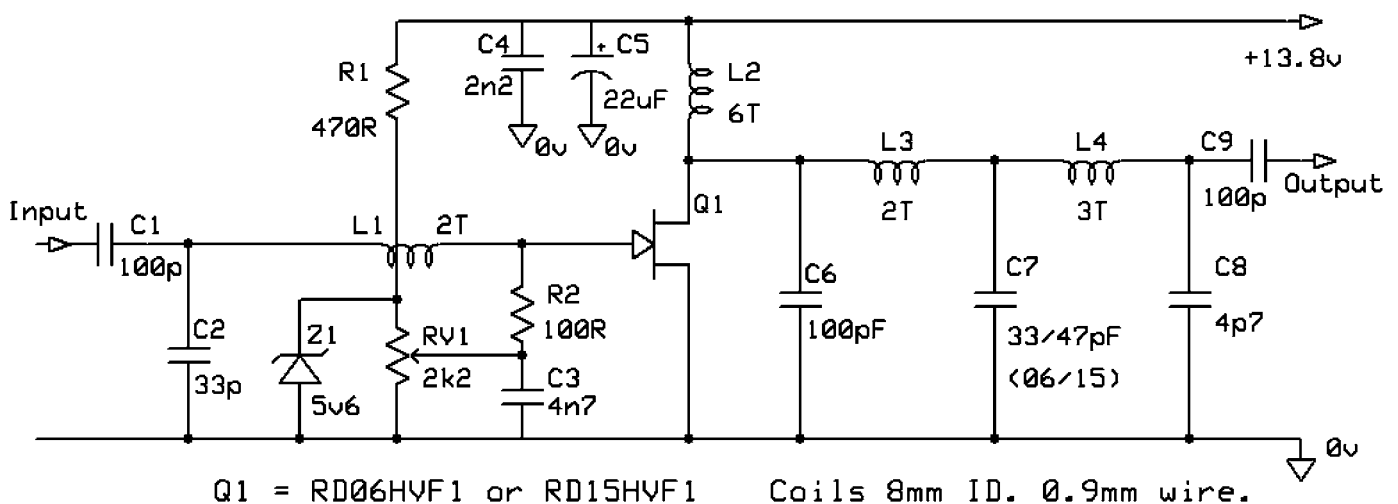 C4
2n2
C5
+
22uF
0v
0v
R1
470R
L2
6T
+13.8v
L3
2T
L4
3T
C9
100p
Output
Input
C1
100p
L1
2T
Q1
C2
33p
Z1
5v6
RV1
2k2
R2
100R
C3
4n7
C6
100pF
C7
33/47pF
(06/15)
C8
4p7
0v
Q1 = RD06HVF1 or RD15HVF1
Coils 8mm ID. 0.9mm wire.